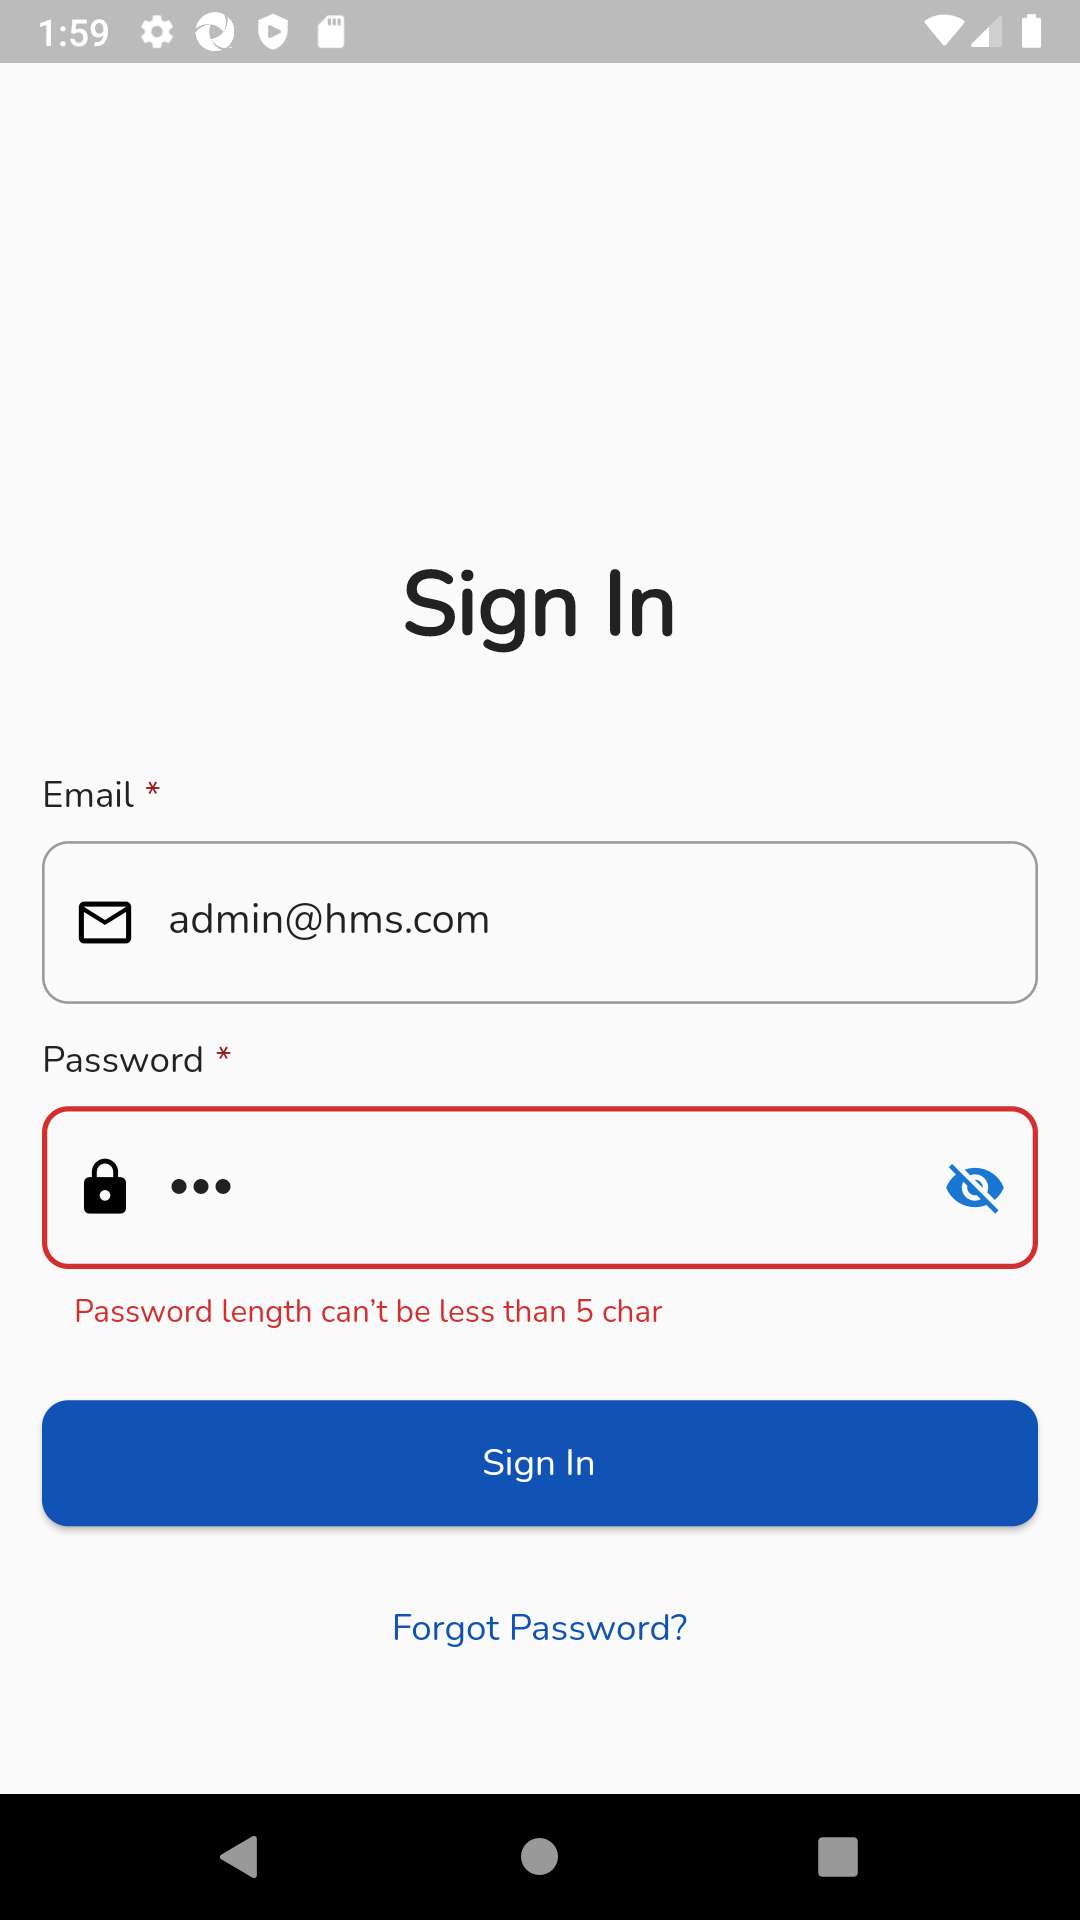 1:59
Sign In
Email *
admin@hms.com
Password *
•••
Password length can’t be less than 5 char
Sign In
Forgot Password?